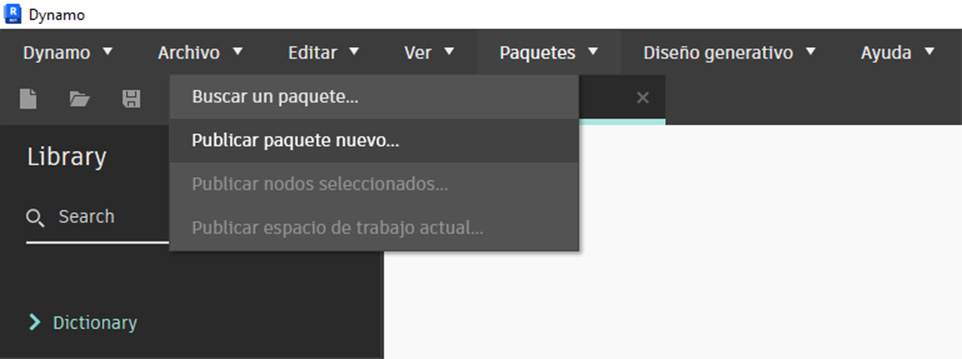 Dynamo
Dynamo Archivo Editar Ver Paquetes Diseño generativo Ayuda
Buscar un paquete...
Publicar paquete nuevo...
Library
Publicar nodos seleccionados...
Search
Publicar espacio de trabajo actual...
Dictionary